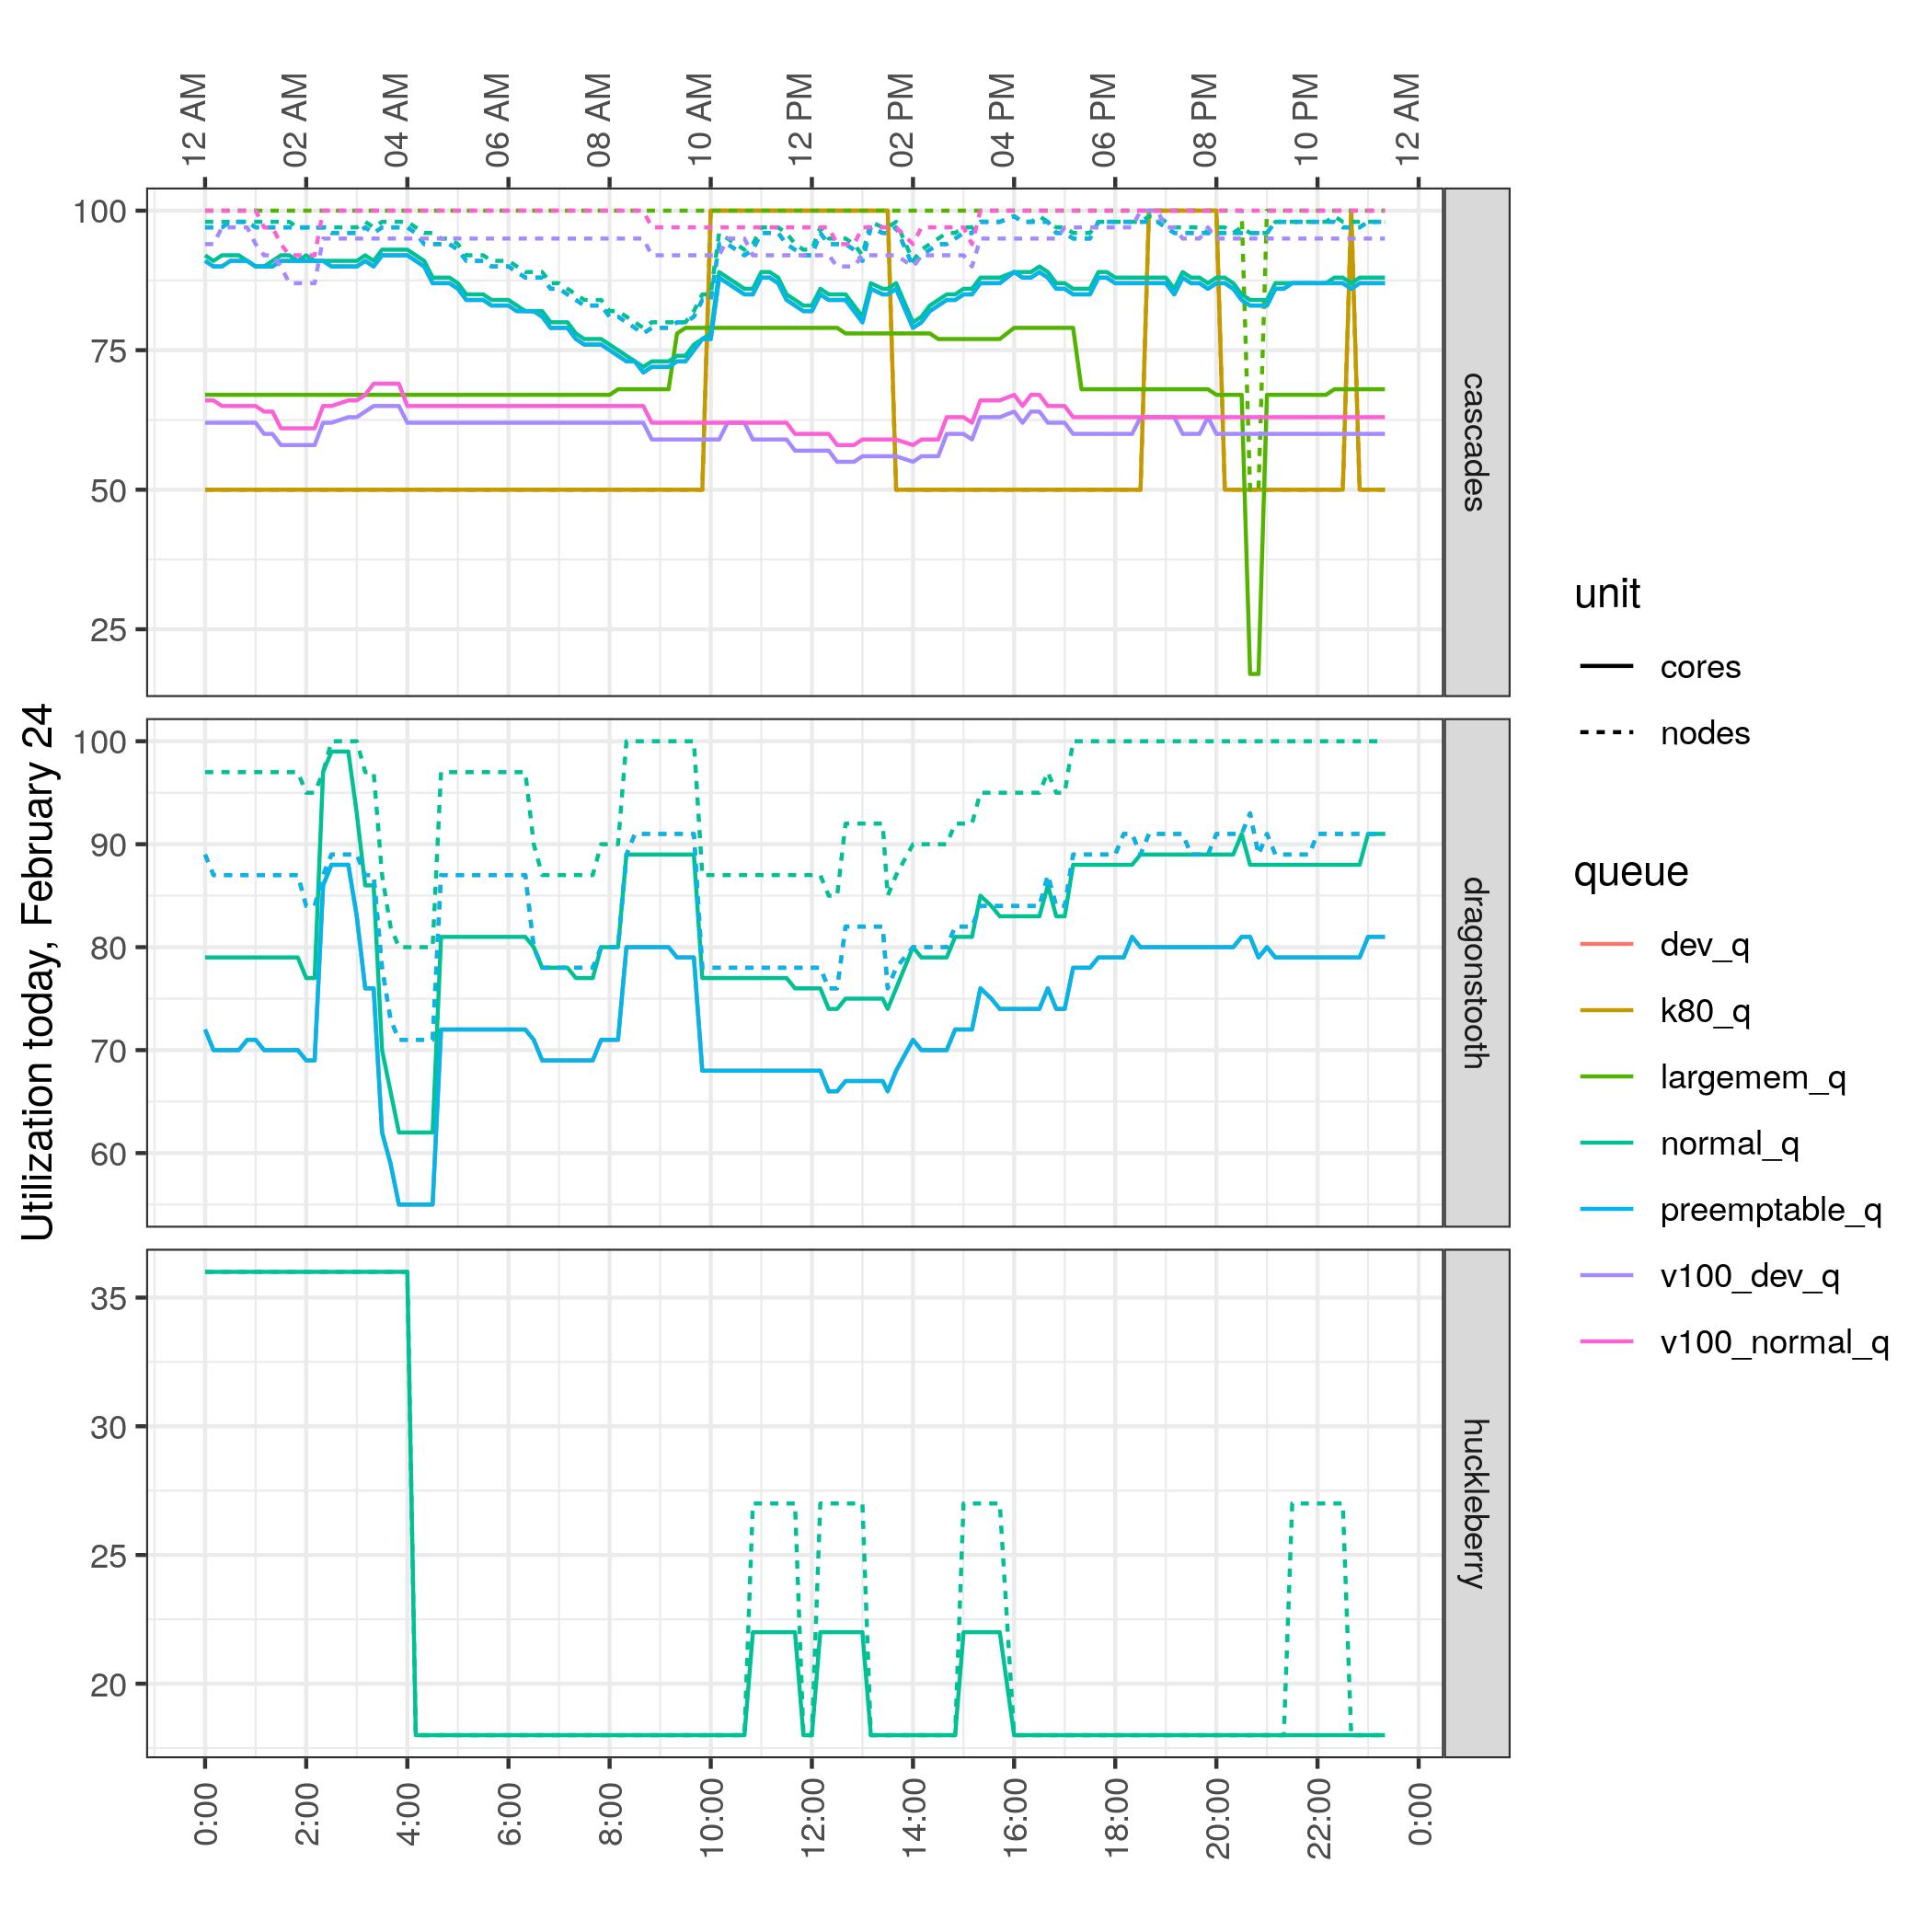 12 AM
02 AM
04 AM
06 AM
08 AM
10 AM
12 PM
02 PM
04 PM
06 PM
08 PM
10 PM
12 AM
Utilization today, February 24
100
75
50
25
cascades
100
90
80
70
60
dragonstooth
35
30
25
20
huckleberry
0:00
2:00
4:00
6:00
8:00
10:00
12:00
14:00
16:00
18:00
20:00
22:00
0:00
unit
cores
nodes
queue
dev_q
k80_q
largemem_q
normal_q
preemptable_q
v100_dev_q
v100_normal_q